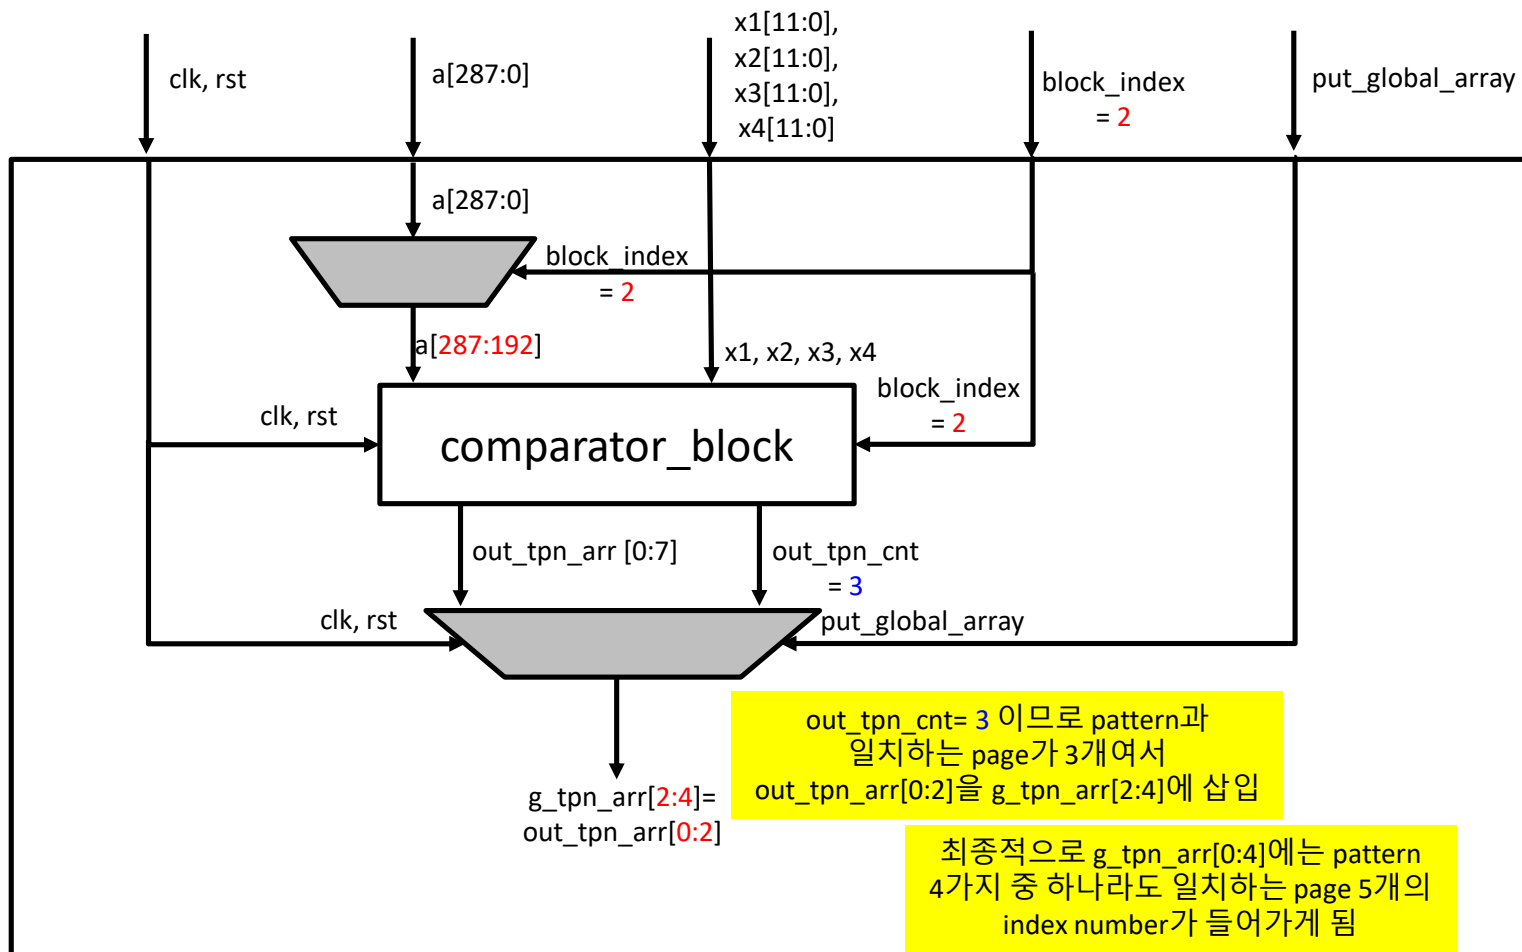 clk, rst
a[287:0]
x1[11:0],
x2[11:0],
x3[11:0],
x4[11:0]
block_index
= 2
put_global_array
a[287:0]
block_index
= 2
a[287:192]
x1, x2, x3, x4
block_index
= 2
clk, rst
comparator_block
out_tpn_arr [0:7]
out_tpn_cnt
= 3
clk, rst
put_global_array
g_tpn_arr[2:4]=
out_tpn_arr[0:2]
out_tpn_cnt= 3 이므로 pattern과
일치하는 page가 3개여서
out_tpn_arr[0:2]을 g_tpn_arr[2:4]에 삽입
최종적으로 g_tpn_arr[0:4]에는 pattern
4가지 중 하나라도 일치하는 page 5개의
index number가 들어가게 됨